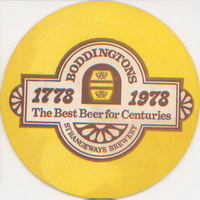 BODDINGTONS
1778 1978
The Best Beer for Centuries
STRANGEWAYS BREWERY